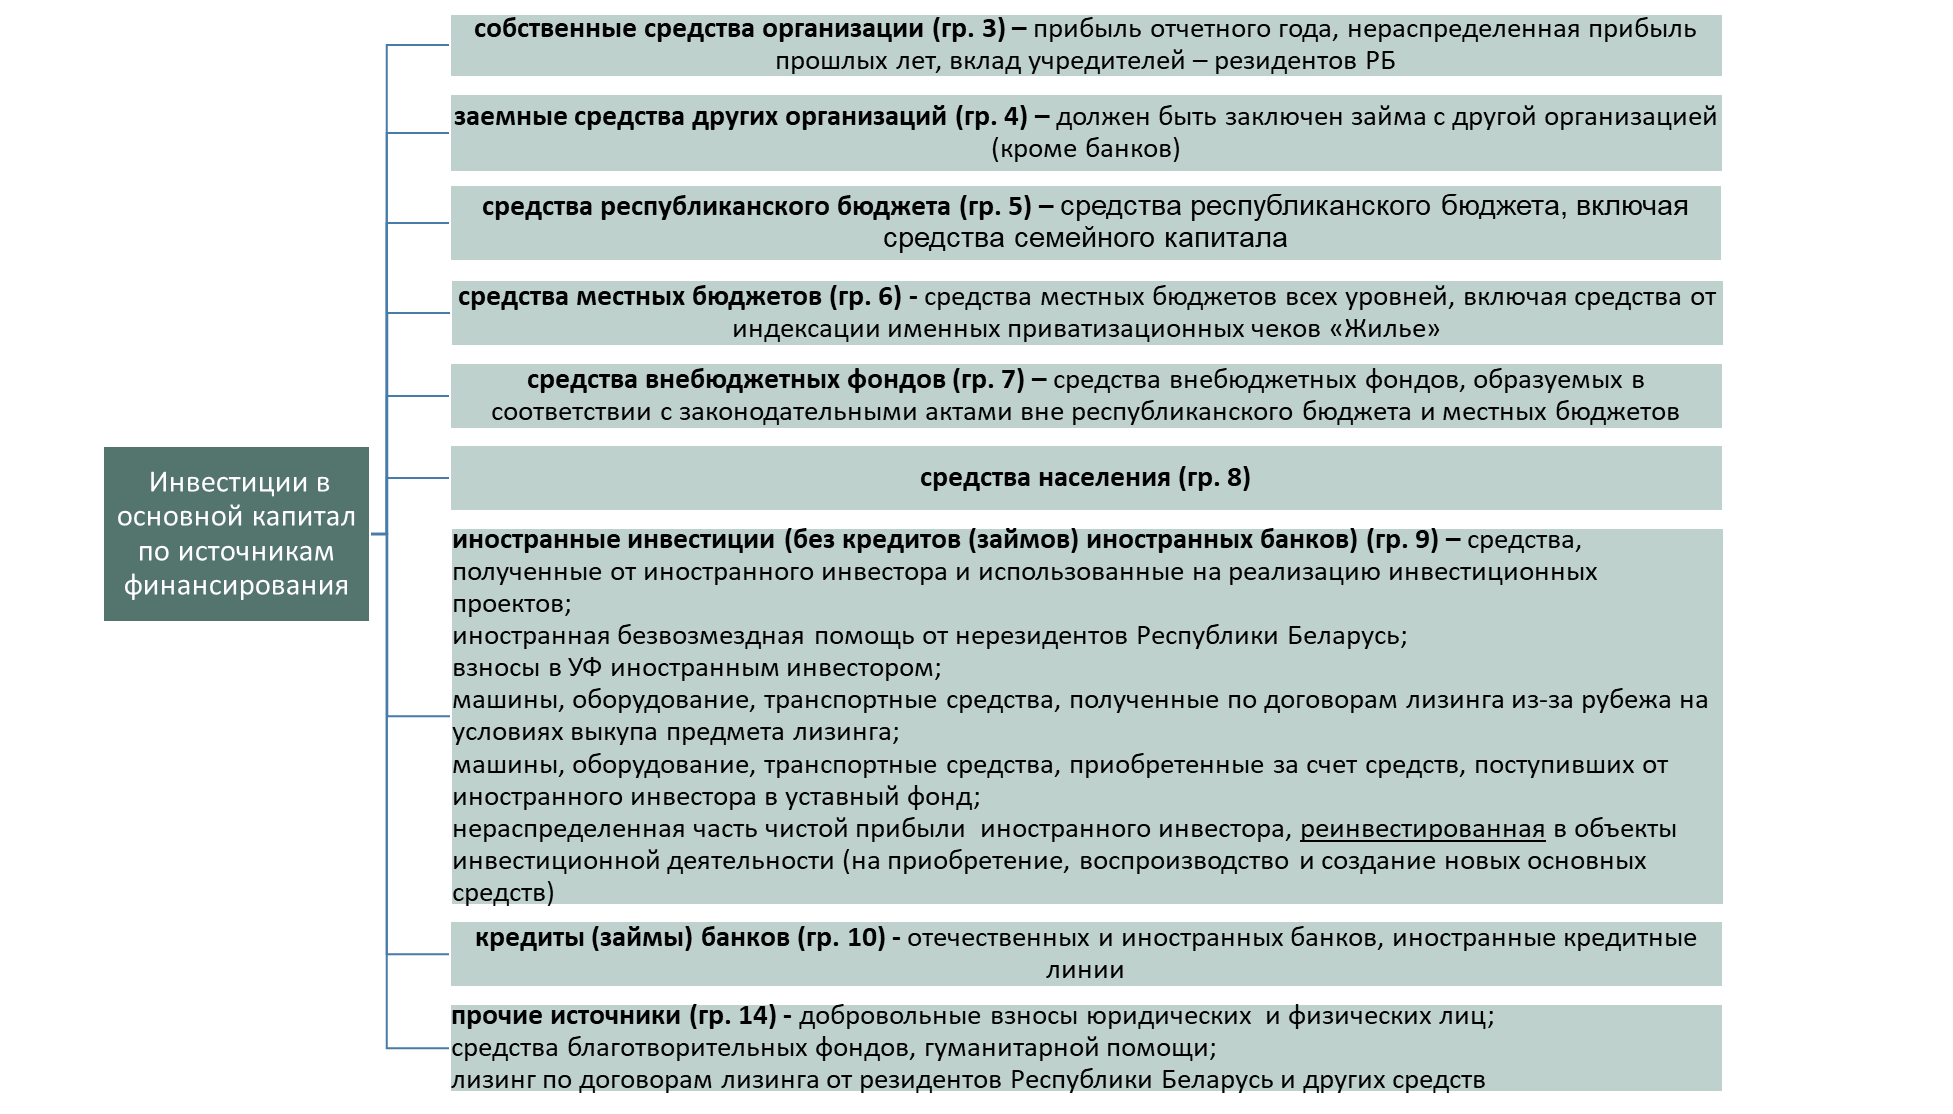 собственные средства организации (гр. 3) – прибыль отчетного года, нераспределенная прибыль
прошлых лет, вклад учредителей – резидентов РБ
заемные средства других организаций (гр. 4) – должен быть заключен займа с другой организацией
(кроме банков)
средства республиканского бюджета (гр. 5) – средства республиканского бюджета, включая
средства семейного капитала
средства местных бюджетов (гр. 6) - средства местных бюджетов всех уровней, включая средства от
индексации именных приватизационных чеков «Жилье»
средства внебюджетных фондов (гр. 7) – средства внебюджетных фондов, образуемых в
соответствии с законодательными актами вне республиканского бюджета и местных бюджетов
средства населения (гр. 8)
Инвестиции в
основной капитал
по источникам
финансирования
иностранные инвестиции (без кредитов (займов) иностранных банков) (гр. 9) – средства,
полученные от иностранного инвестора и использованные на реализацию инвестиционных
проектов;
иностранная безвозмездная помощь от нерезидентов Республики Беларусь;
взносы в УФ иностранным инвестором;
машины, оборудование, транспортные средства, полученные по договорам лизинга из-за рубежа на
условиях выкупа предмета лизинга;
машины, оборудование, транспортные средства, приобретенные за счет средств, поступивших от
иностранного инвестора в уставный фонд;
нераспределенная часть чистой прибыли иностранного инвестора, реинвестированная в объекты
инвестиционной деятельности (на приобретение, воспроизводство и создание новых основных
средств)
кредиты (займы) банков (гр. 10) - отечественных и иностранных банков, иностранные кредитные
линии
прочие источники (гр. 14) - добровольные взносы юридических и физических лиц;
средства благотворительных фондов, гуманитарной помощи;
лизинг по договорам лизинга от резидентов Республики Беларусь и других средств